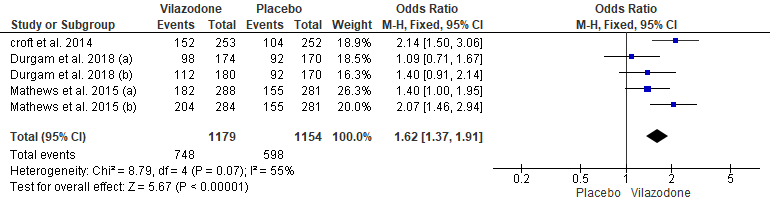 Vilazodone Placebo Odds Ratio Odds Ratio
Study or Subgroup Events Total Events Total Weight M-H, Fixed, 95% CI M-H, Fixed, 95% CI
croft et al. 2014 152 253 104 252 18.9% 2.14 [1.50, 3.06]
Durgam et al. 2018 (a) 98 174 92 170 18.5% 1.09 [0.71, 1.67]
Durgam et al. 2018 (b) 112 180 92 170 16.4% 1.40 [0.91, 2.14]
Mathews et al. 2015 (a) 182 288 155 281 26.3% 1.40 [1.00, 1.95]
Mathews et al. 2015 (b) 204 284 155 281 20.0% 2.07 [1.46, 2.94]
Total (95% CI) 1179 1154 100.0% 1.62 [1.37, 1.91]
Total events 748 598
Heterogeneity: Chi² = 8.79, df = 4 (P = 0.07); I² = 55%
Test for overall effect: Z = 5.67 (P < 0.00001)
0.2 0.5 1 2 5
Placebo Vilazodone